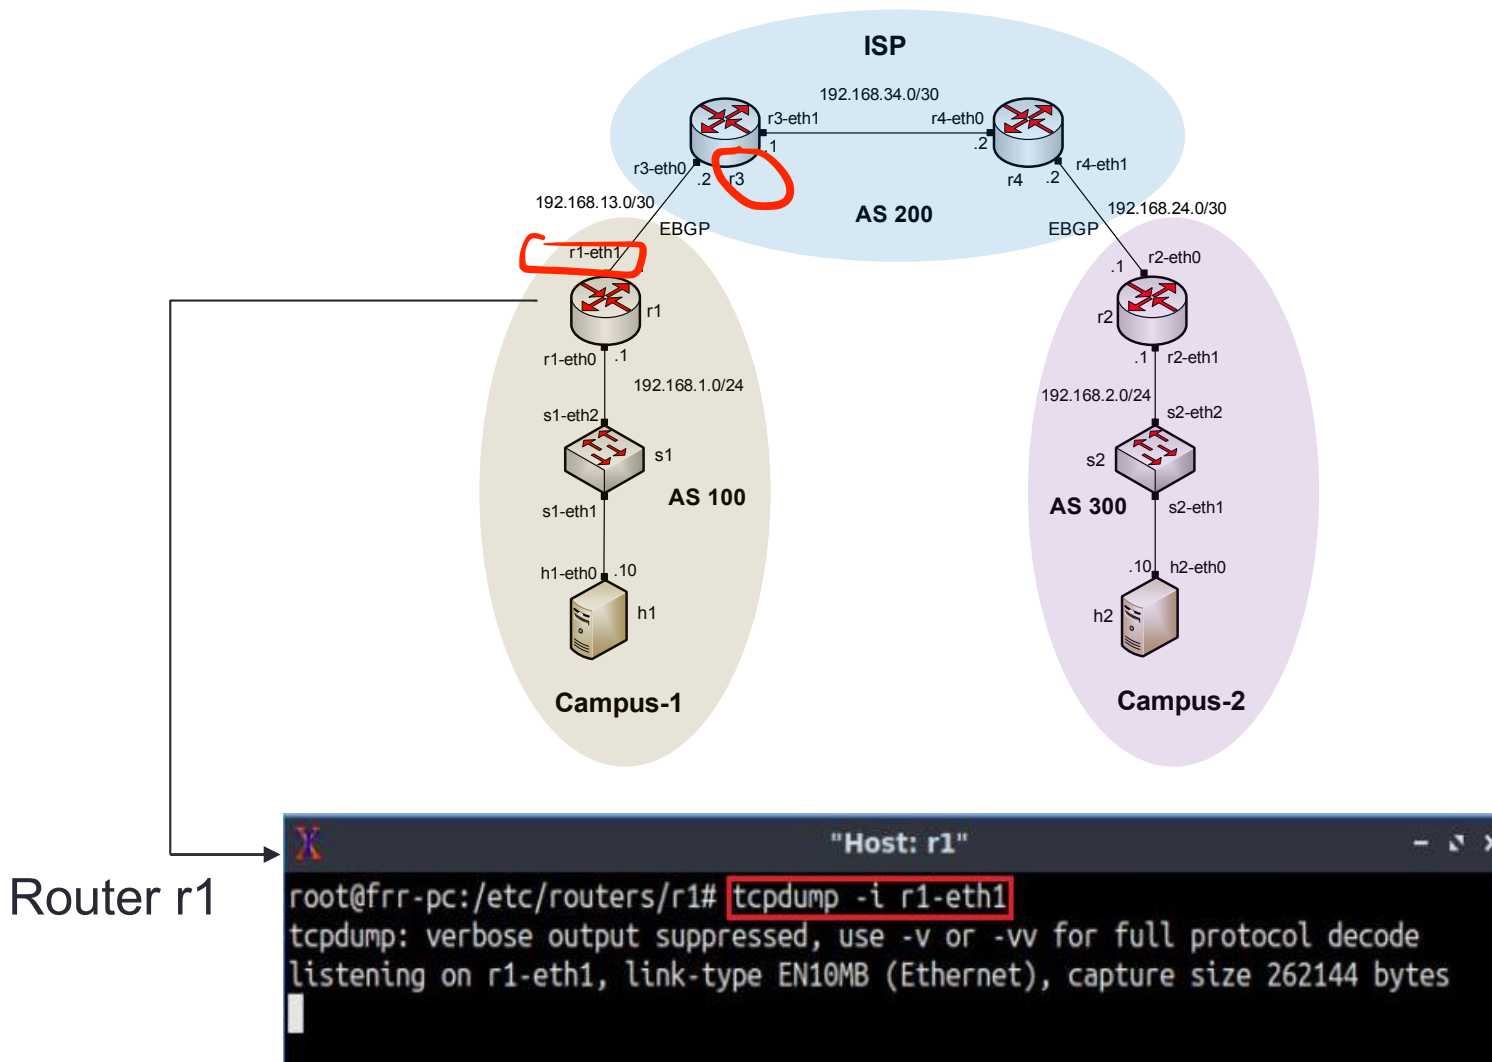 ISP
192.168.34.0/30
r3-eth1
r4-eth0
.1
.2
r3-eth0
.2
r3
r4
.2
r4-eth1
192.168.13.0/30
AS 200
192.168.24.0/30
EBGP
EBGP
r1-eth1
.1
r2-eth0
r1
r2
r1-eth0
.1
.1
r2-eth1
192.168.1.0/24
192.168.2.0/24
s1-eth2
s2-eth2
s1
s2
AS 100
AS 300
s1-eth1
s2-eth1
h1-eth0
.10
.10
h2-eth0
h1
h2
Campus-1
Campus-2
Router r1
X
"Host: r1"
root@frr-pc:/etc/routers/r1# tcpdump -i r1-eth1
tcpdump: verbose output suppressed, use -v or -vv for full protocol decode
listening on r1-eth1, link-type EN10MB (Ethernet), capture size 262144 bytes